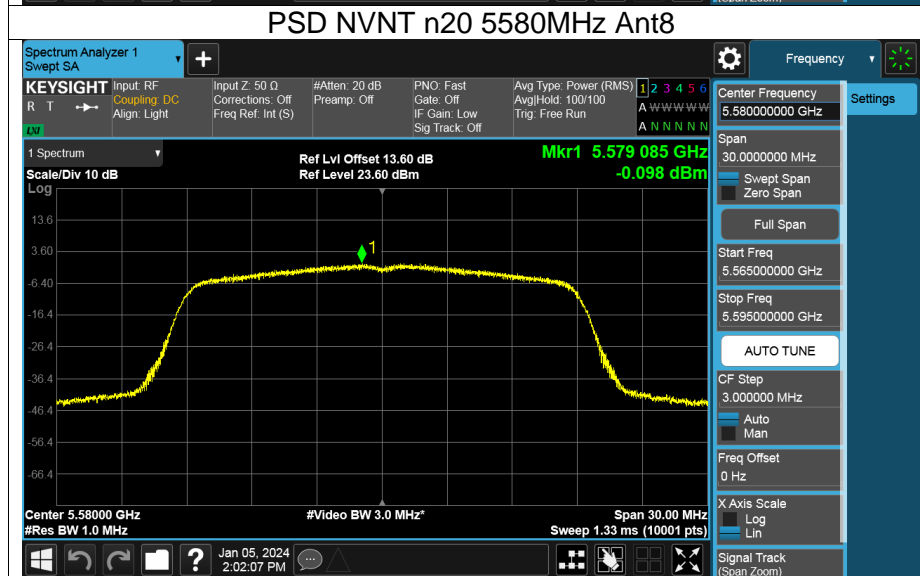 (Span Zoom)
PSD NVNT n20 5580MHz Ant8
Spectrum Analyzer 1
Swept SA
+
Frequency
KEYSIGHT
R T
LXI
Input: RF
Coupling: DC
Align: Light
Input Z: 50 Ω
Corrections: Off
Freq Ref: Int (S)
#Atten: 20 dB
Preamp: Off
PNO: Fast
Gate: Off
IF Gain: Low
Sig Track: Off
Avg Type: Power (RMS)
Avg|Hold: 100/100
Trig: Free Run
1 2 3 4 5 6
A W W W W W
A N N N N N
1 Spectrum
Scale/Div 10 dB
Log
Ref Lvl Offset 13.60 dB
Ref Level 23.60 dBm
Mkr1 5.579 085 GHz
-0.098 dBm
13.6
3.60
-6.40
-16.4
-26.4
-36.4
-46.4
-56.4
-66.4
1
Center 5.58000 GHz
#Res BW 1.0 MHz
#Video BW 3.0 MHz*
Span 30.00 MHz
Sweep 1.33 ms (10001 pts)
Center Frequency
5.580000000 GHz
Settings
Span
30.0000000 MHz
Swept Span
Zero Span
Full Span
Start Freq
5.565000000 GHz
Stop Freq
5.595000000 GHz
AUTO TUNE
CF Step
3.000000 MHz
Auto
Man
Freq Offset
0 Hz
X Axis Scale
Log
Lin
Signal Track
(Span Zoom)
?
Jan 05, 2024
2:02:07 PM